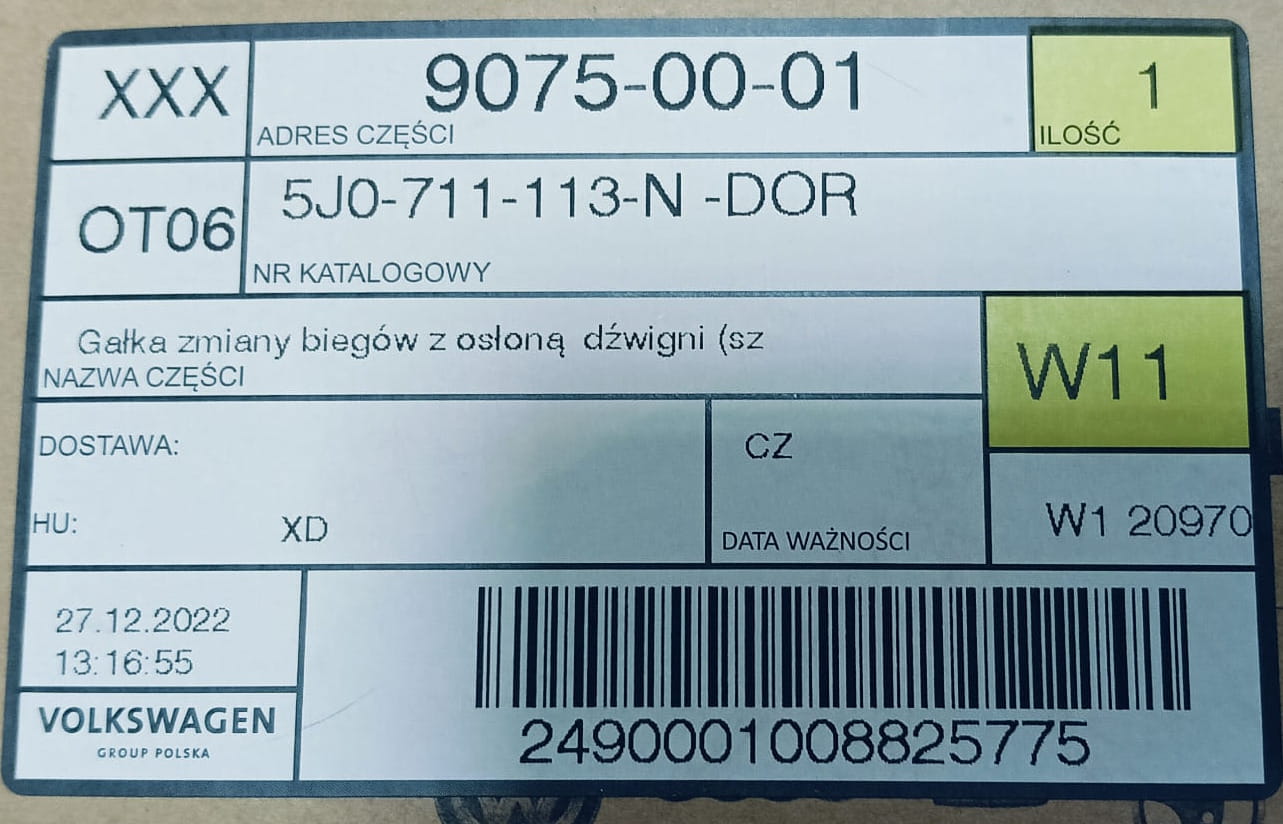 XXX
9075-00-01
ADRES CZĘŚCI
1
ILOŚĆ
OT06
5J0-711-113-N -DOR
NR KATALOGOWY
Gałka zmiany biegów z osłoną dźwigni (sz
NAZWA CZĘŚCI
W11
DOSTAWA:
HU: XD
CZ
DATA WAŻNOŚCI
W1 20970
27.12.2022
13:16:55
VOLKSWAGEN
GROUP POLSKA
2490001008825775